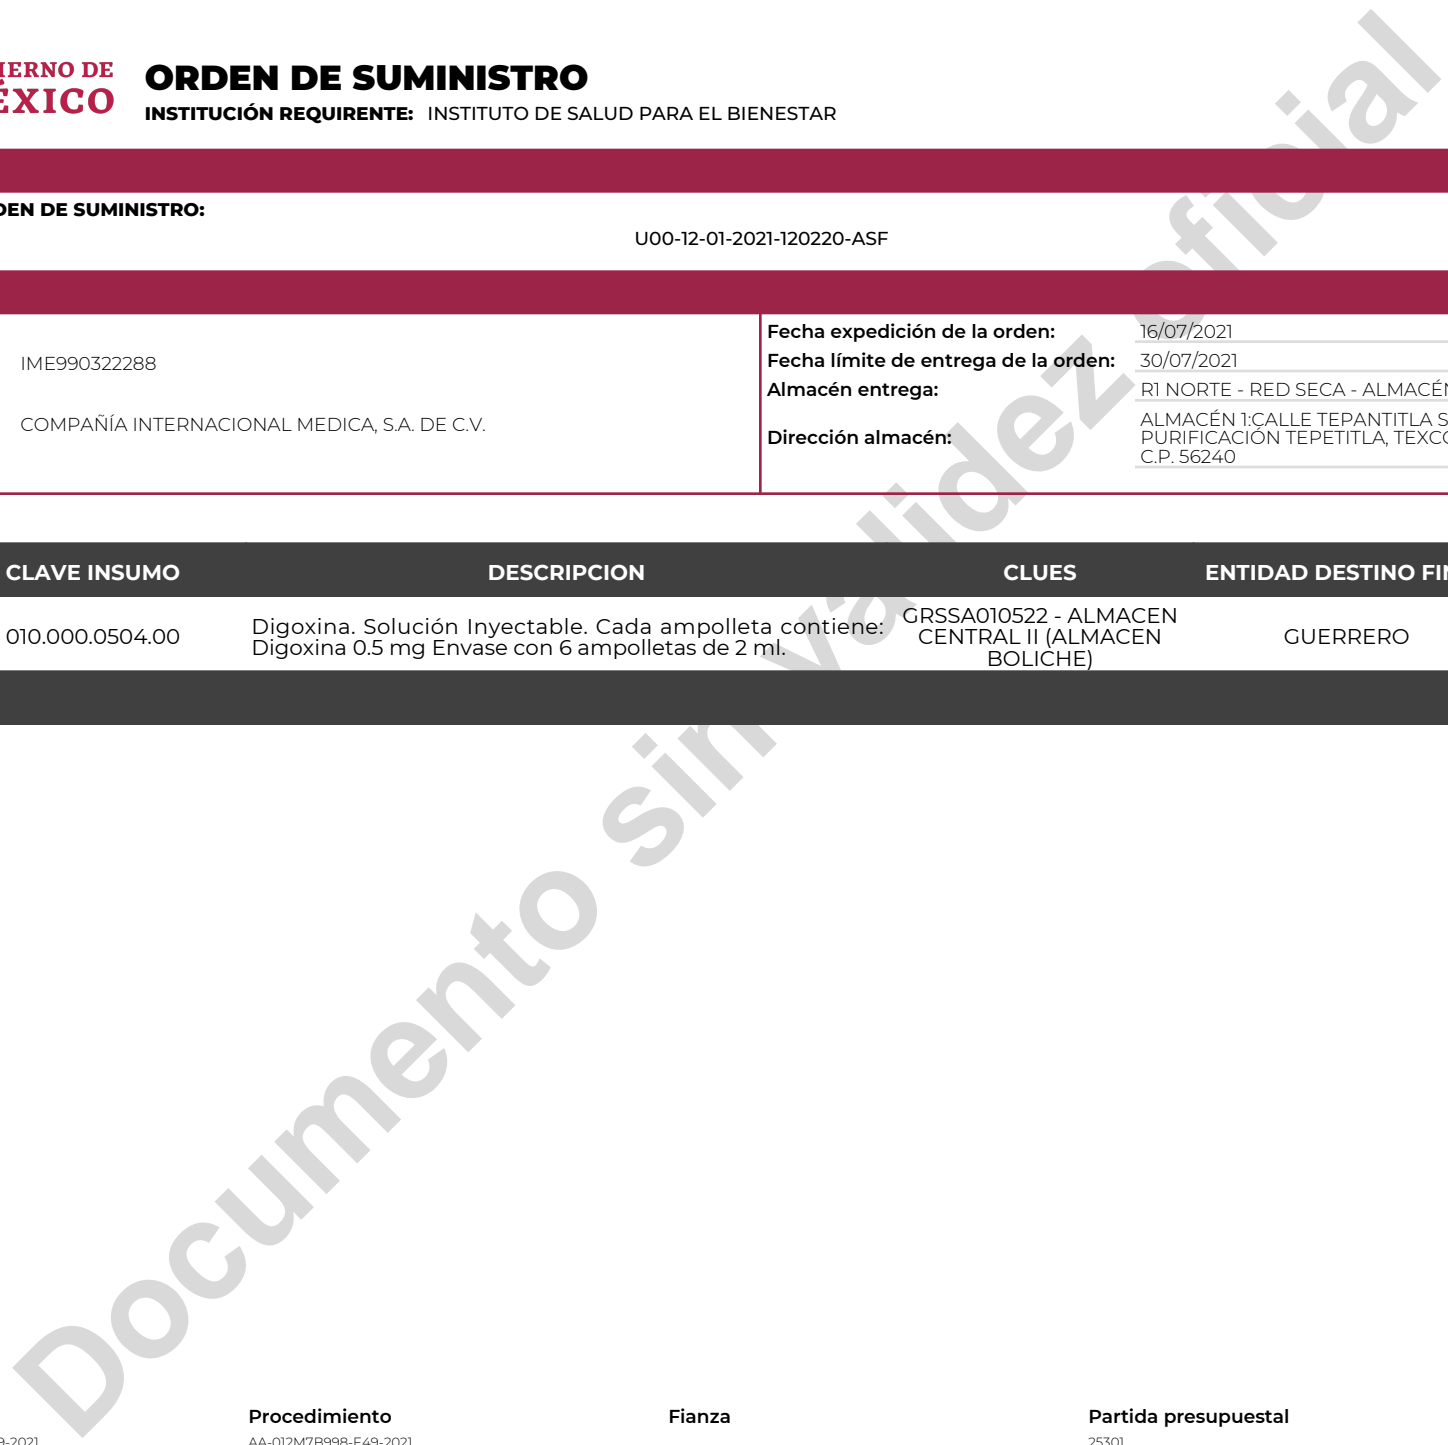 IERNO DE
ÉXICO
ORDEN DE SUMINISTRO
INSTITUCIÓN REQUIRENTE: INSTITUTO DE SALUD PARA EL BIENESTAR
DEN DE SUMINISTRO:
U00-12-01-2021-120220-ASF
IME990322288
COMPAÑÍA INTERNACIONAL MEDICA, S.A. DE C.V.
Fecha expedición de la orden: 16/07/2021
Fecha límite de entrega de la orden: 30/07/2021
Almacén entrega: R1 NORTE - RED SECA - ALMACÉN
Dirección almacén:
ALMACÉN 1:CALLE TEPANTITLA S
PURIFICACIÓN TEPETITLA, TEXCO
C.P. 56240
CLAVE INSUMO DESCRIPCION CLUES ENTIDAD DESTINO FIN
010.000.0504.00
Digoxina. Solución Inyectable. Cada ampolleta contiene:
Digoxina 0.5 mg Envase con 6 ampolletas de 2 ml.
GRSSA010522 - ALMACEN
CENTRAL II (ALMACEN
BOLICHE)
GUERRERO
Documento sin validez oficial
Procedimiento Fianza Partida presupuestal
9-2021 AA-012M7B998-E49-2021 25301